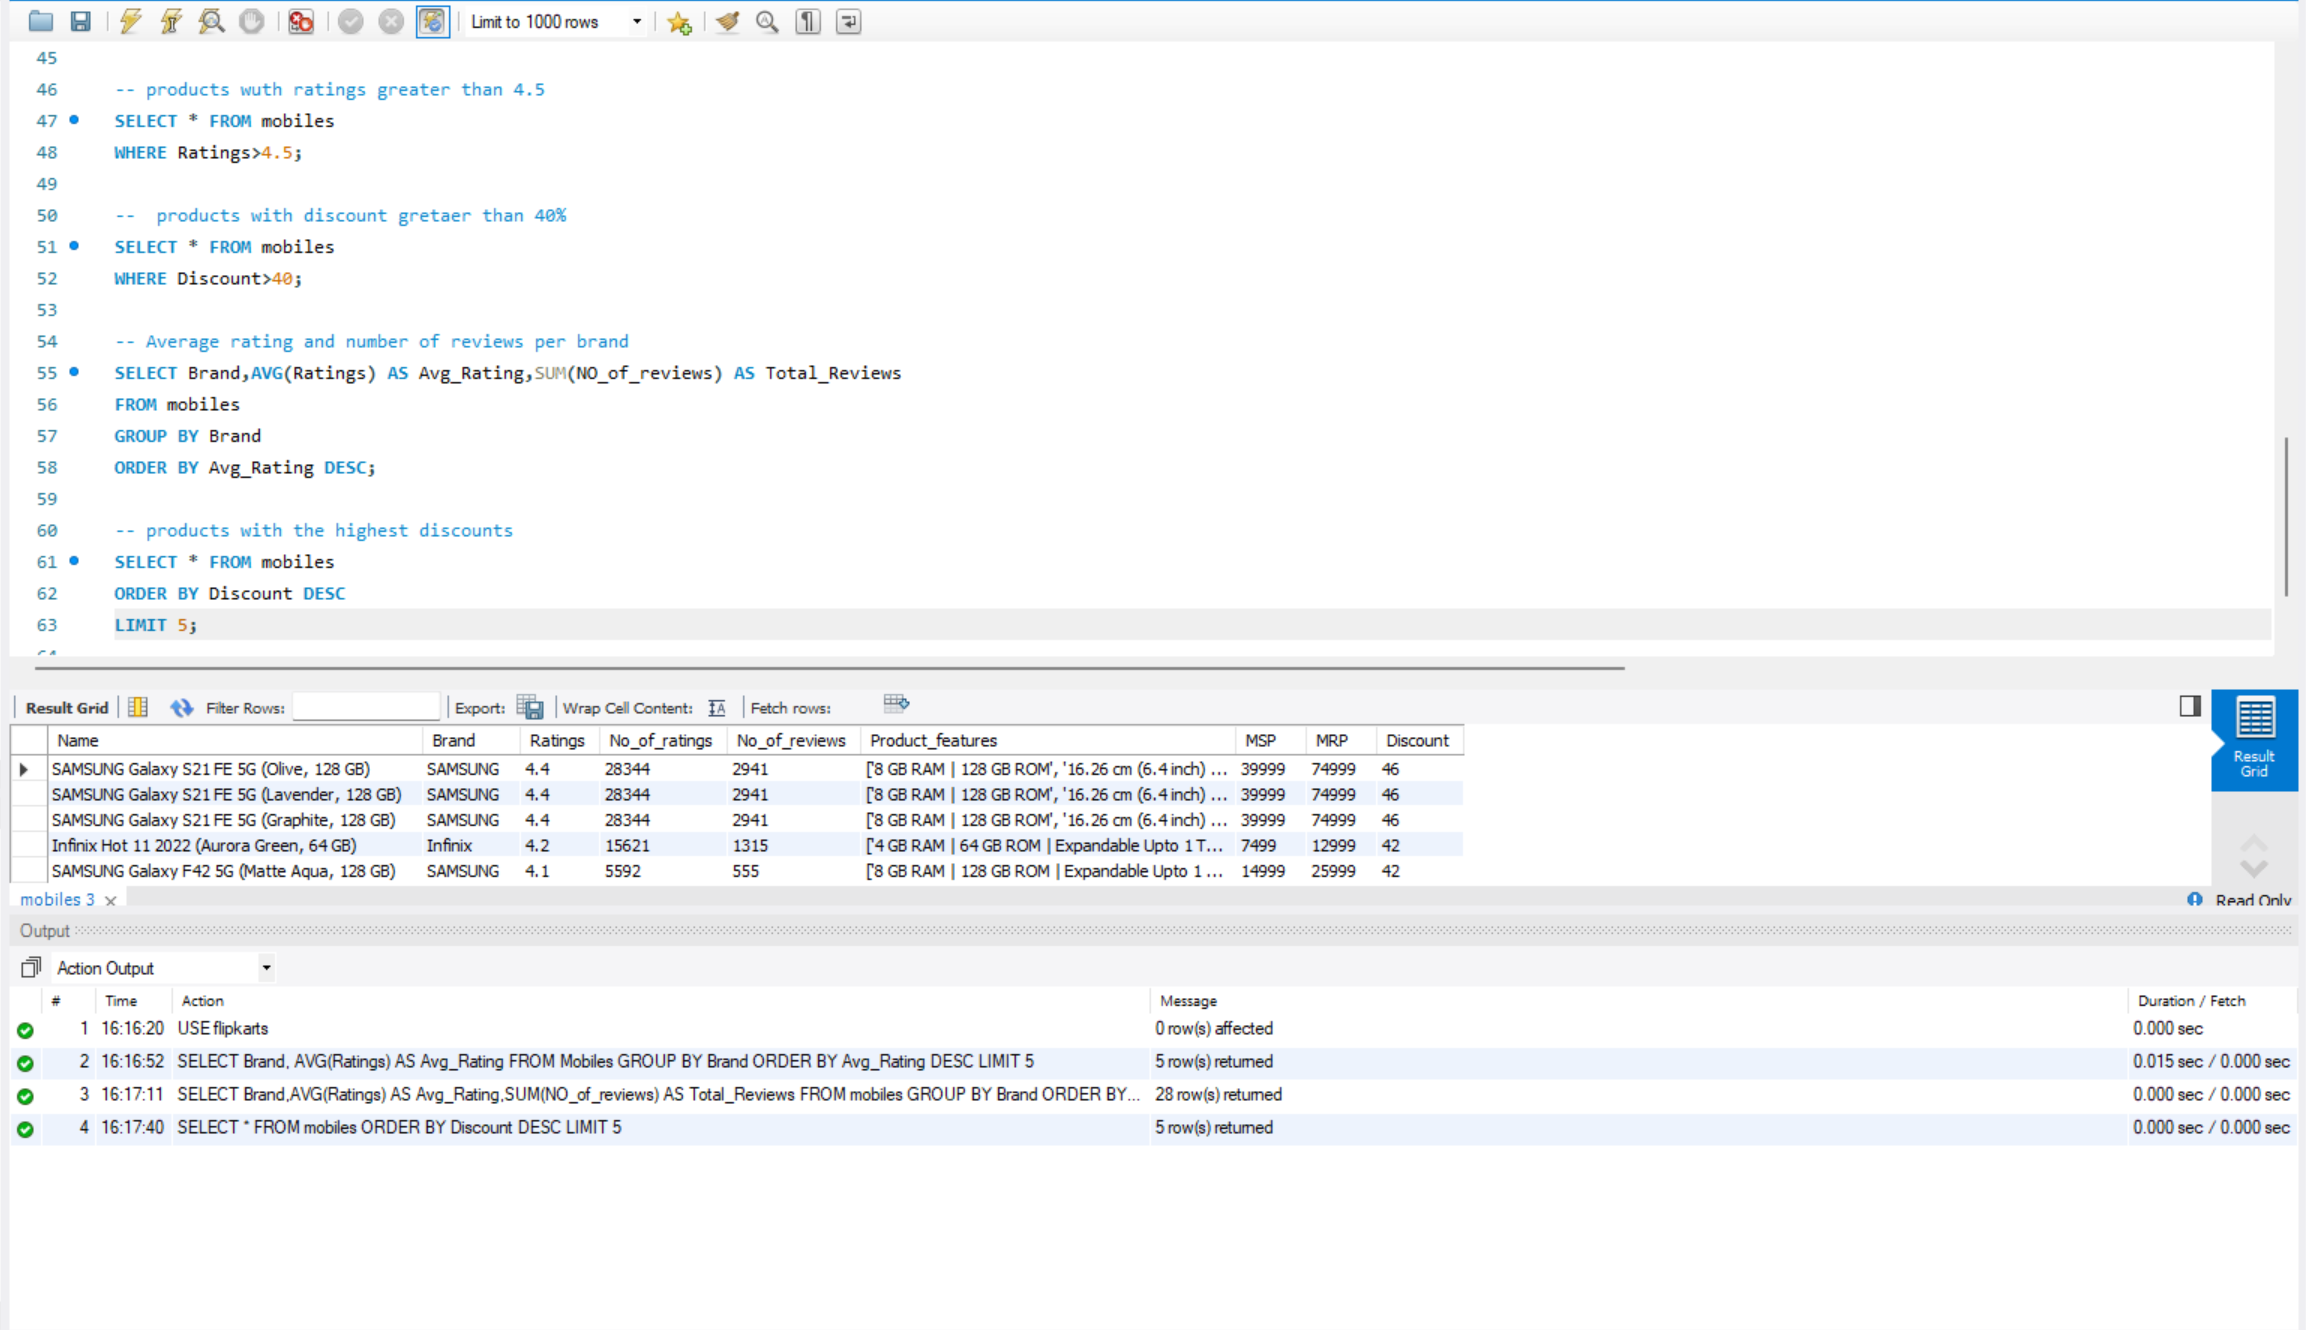 Limit to 1000 rows
45
46 -- products wuth ratings greater than 4.5
47 SELECT * FROM mobiles
48 WHERE Ratings>4.5;
49
50 --  products with discount gretaer than 40%
51 SELECT * FROM mobiles
52 WHERE Discount>40;
53
54 -- Average rating and number of reviews per brand
55 SELECT Brand,AVG(Ratings) AS Avg_Rating,SUM(NO_of_reviews) AS Total_Reviews
56 FROM mobiles
57 GROUP BY Brand
58 ORDER BY Avg_Rating DESC;
59
60 -- products with the highest discounts
61 SELECT * FROM mobiles
62 ORDER BY Discount DESC
63 LIMIT 5;
64
Result Grid Filter Rows: Export: Wrap Cell Content: Fetch rows:
Name Brand Ratings No_of_ratings No_of_reviews Product_features MSP MRP Discount
SAMSUNG Galaxy S21 FE 5G (Olive, 128 GB) SAMSUNG 4.4 28344 2941 ['8 GB RAM | 128 GB ROM', '16.26 cm (6.4 inch) ... 39999 74999 46
SAMSUNG Galaxy S21 FE 5G (Lavender, 128 GB) SAMSUNG 4.4 28344 2941 ['8 GB RAM | 128 GB ROM', '16.26 cm (6.4 inch) ... 39999 74999 46
SAMSUNG Galaxy S21 FE 5G (Graphite, 128 GB) SAMSUNG 4.4 28344 2941 ['8 GB RAM | 128 GB ROM', '16.26 cm (6.4 inch) ... 39999 74999 46
Infinix Hot 11 2022 (Aurora Green, 64 GB) Infinix 4.2 15621 1315 ['4 GB RAM | 64 GB ROM | Expandable Upto 1 T... 7499 12999 42
SAMSUNG Galaxy F42 5G (Matte Aqua, 128 GB) SAMSUNG 4.1 5592 555 ['8 GB RAM | 128 GB ROM | Expandable Upto 1 ... 14999 25999 42
Result
Grid
mobiles 3 Read Only
Output
Action Output
# Time Action Message Duration / Fetch
1 16:16:20 USE flipkarts 0 row(s) affected 0.000 sec
2 16:16:52 SELECT Brand, AVG(Ratings) AS Avg_Rating FROM Mobiles GROUP BY Brand ORDER BY Avg_Rating DESC LIMIT 5 5 row(s) returned 0.015 sec / 0.000 sec
3 16:17:11 SELECT Brand,AVG(Ratings) AS Avg_Rating,SUM(NO_of_reviews) AS Total_Reviews FROM mobiles GROUP BY Brand ORDER BY... 28 row(s) returned 0.000 sec / 0.000 sec
4 16:17:40 SELECT * FROM mobiles ORDER BY Discount DESC LIMIT 5 5 row(s) returned 0.000 sec / 0.000 sec